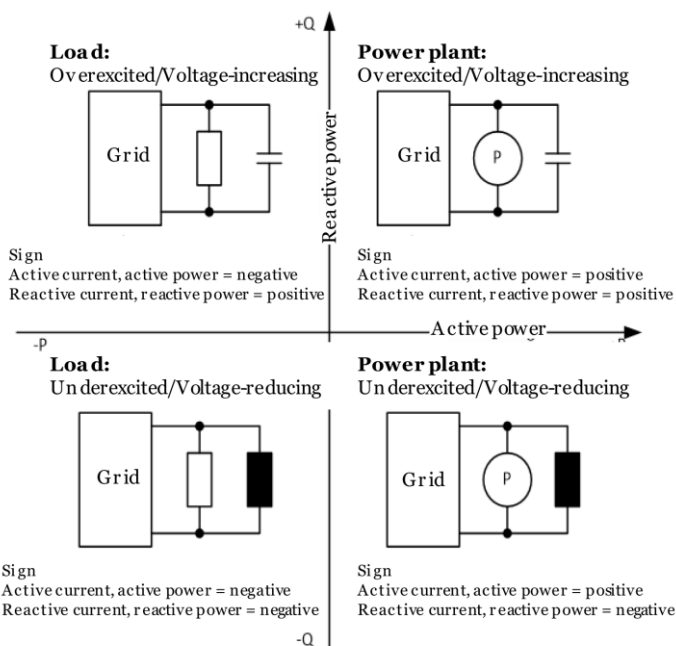 +Q
Load:
Overexcited/Voltage-increasing
Grid
Sign
Active current, active power = negative
Reactive current, reactive power = positive
Power plant:
Overexcited/Voltage-increasing
Grid
P
Sign
Active current, active power = positive
Reactive current, reactive power = positive
Reactive power
Active power
-P
Load:
Underexcited/Voltage-reducing
Grid
Sign
Active current, active power = negative
Reactive current, reactive power = negative
Power plant:
Underexcited/Voltage-reducing
Grid
P
Sign
Active current, active power = positive
Reactive current, reactive power = negative
-Q